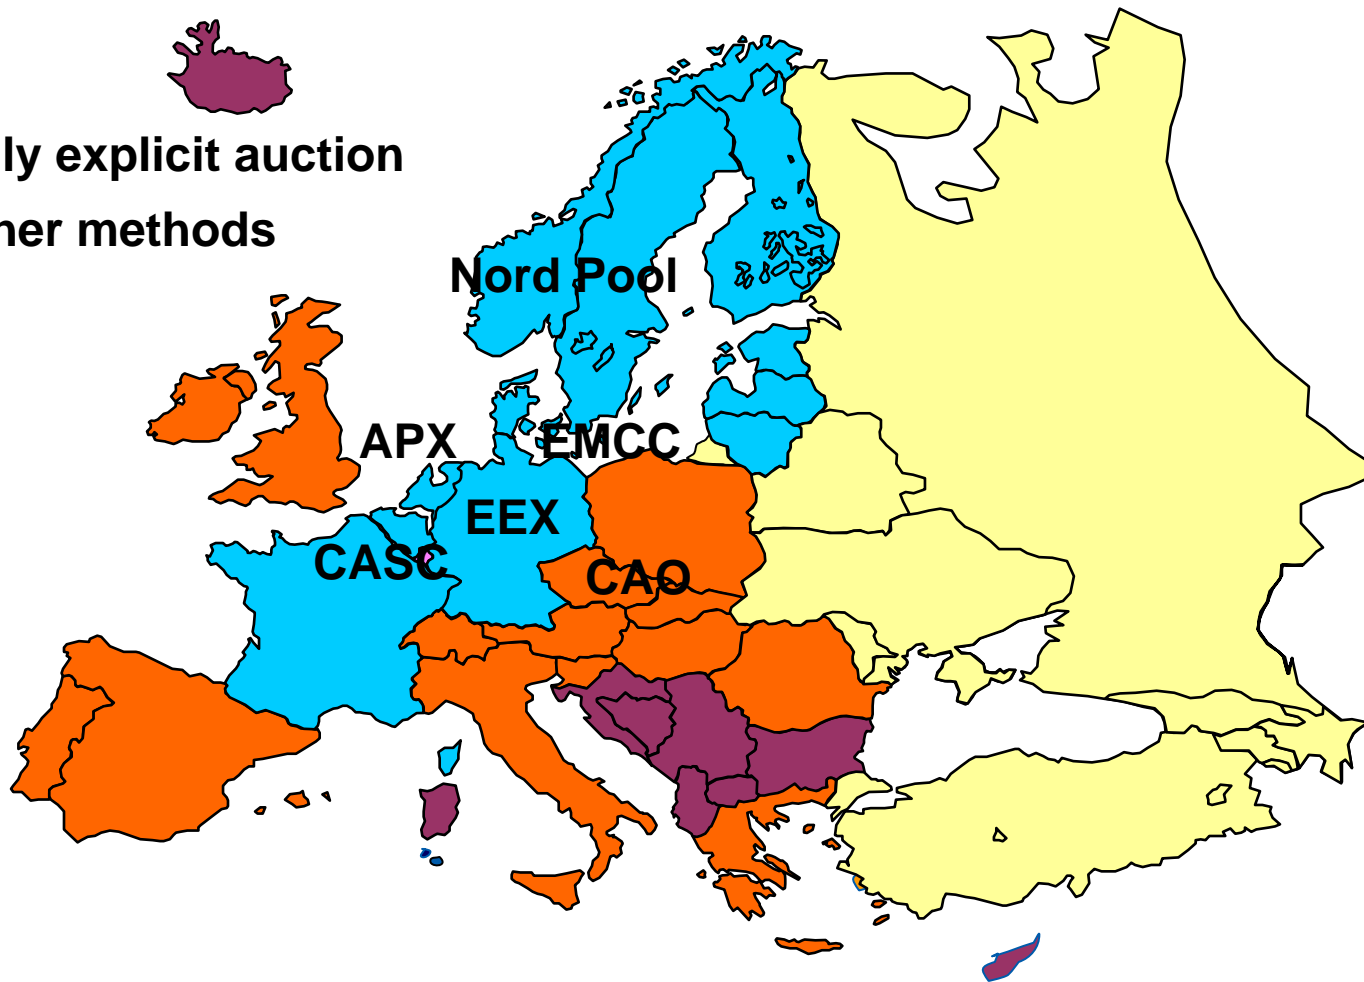 ly explicit auction
her methods
Nord Pool
APX
EMCC
EEX
CASC
CAO